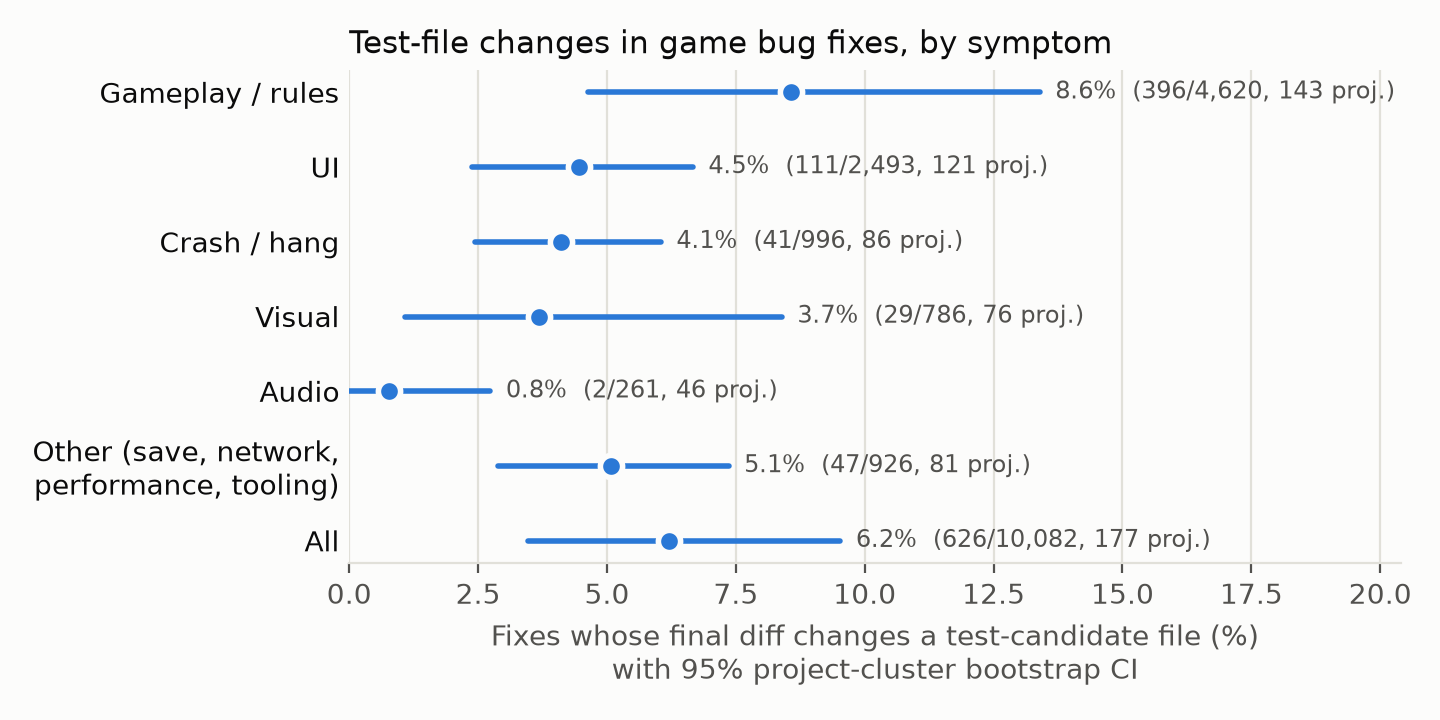 Test-file changes in game bug fixes, by symptom
Gameplay / rules
8.6%  (396/4,620, 143 proj.)
UI
4.5%  (111/2,493, 121 proj.)
Crash / hang
4.1%  (41/996, 86 proj.)
Visual
3.7%  (29/786, 76 proj.)
Audio
0.8%  (2/261, 46 proj.)
Other (save, network,
performance, tooling)
5.1%  (47/926, 81 proj.)
All
6.2%  (626/10,082, 177 proj.)
0.0 2.5 5.0 7.5 10.0 12.5 15.0 17.5 20.0
Fixes whose final diff changes a test-candidate file (%)
with 95% project-cluster bootstrap CI